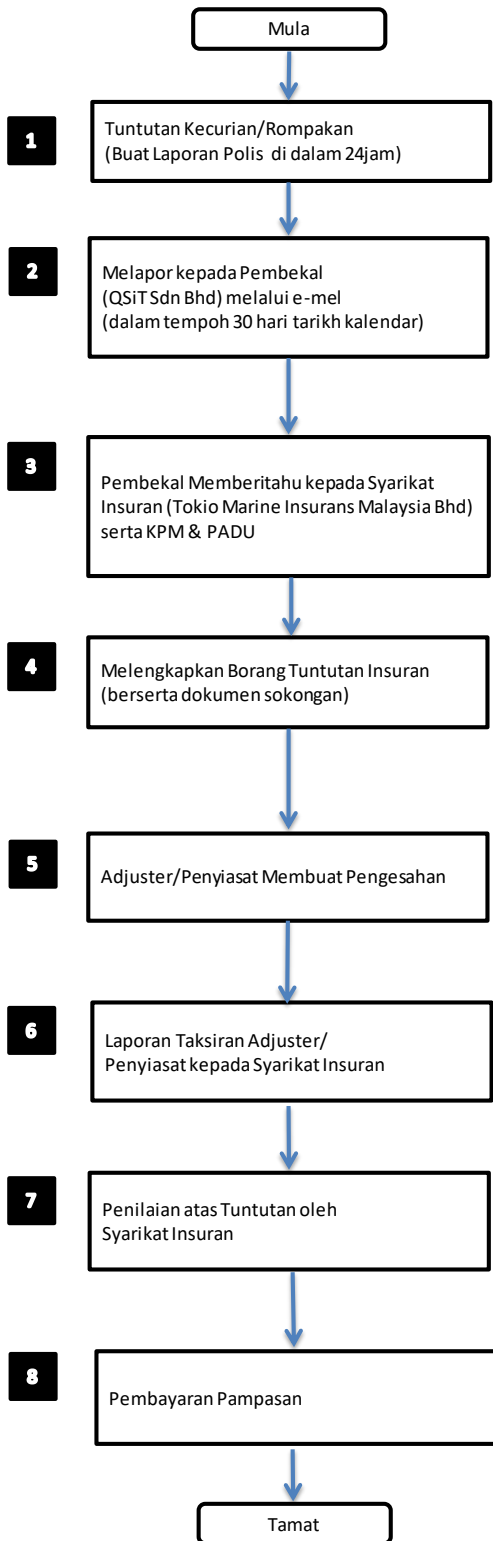 Mula
1
Tuntutan Kecurian/Rompakan
(Buat Laporan Polis di dalam 24jam)
2
Melapor kepada Pembekal
(QSiT Sdn Bhd) melalui e-mel
(dalam tempoh 30 hari tarikh kalendar)
3
Pembekal Memberitahu kepada Syarikat
Insuran (Tokio Marine Insurans Malaysia Bhd)
serta KPM & PADU
4
Melengkapkan Borang Tuntutan Insuran
(berserta dokumen sokongan)
5
Adjuster/Penyiasat Membuat Pengesahan
6
Laporan Taksiran Adjuster/
Penyiasat kepada Syarikat Insuran
7
Penilaian atas Tuntutan oleh
Syarikat Insuran
8
Pembayaran Pampasan
Tamat